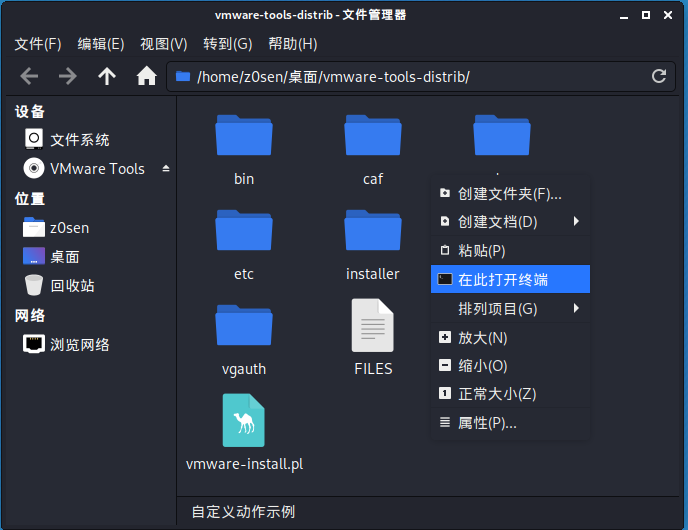 vmware-tools-distrib - 文件管理器
文件(F) 编辑(E) 视图(V) 转到(G) 帮助(H)
/home/z0sen/桌面/vmware-tools-distrib/
设备
文件系统
VMware Tools
位置
z0sen
桌面
回收站
网络
浏览网络
bin
caf
etc
installer
vgauth
FILES
vmware-install.pl
创建文件夹(F)...
创建文档(D)
粘贴(P)
在此打开终端
排列项目(G)
放大(N)
缩小(O)
正常大小(Z)
属性(P)...
自定义动作示例